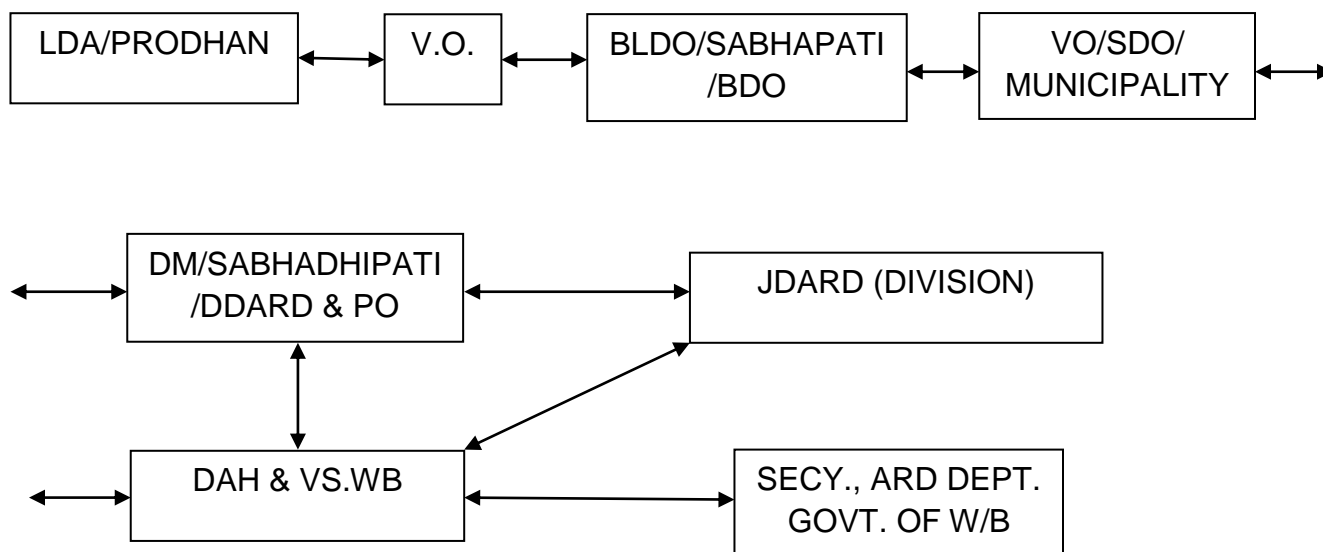 LDA/PRODHAN
V.O.
BLDO/SABHAPATI
/BDO
VO/SDO/
MUNICIPALITY
DM/SABHADHIPATI
/DDARD & PO
JDARD (DIVISION)
DAH & VS.WB
SECY., ARD DEPT.
GOVT. OF W/B